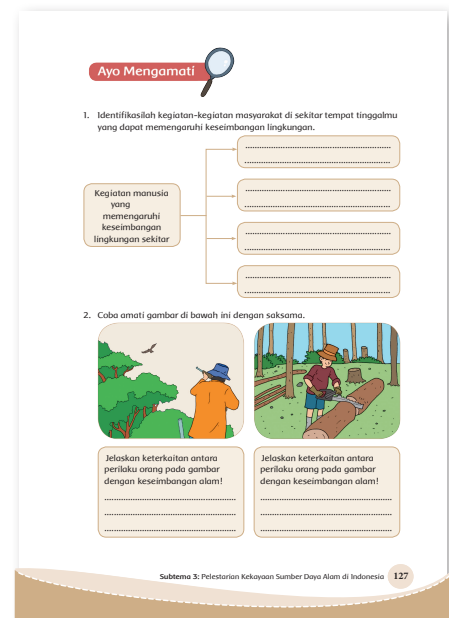 Ayo Mengamati
1. Identifikasilah kegiatan-kegiatan masyarakat di sekitar tempat tinggalmu
yang dapat memengaruhi keseimbangan lingkungan.
Kegiatan manusia
yang
memengaruhi
keseimbangan
lingkungan sekitar
2. Coba amati gambar di bawah ini dengan saksama.
Jelaskan keterkaitan antara
perilaku orang pada gambar
dengan keseimbangan alam!
Jelaskan keterkaitan antara
perilaku orang pada gambar
dengan keseimbangan alam!
Subtema 3: Pelestarian Kekayaan Sumber Daya Alam di Indonesia 127